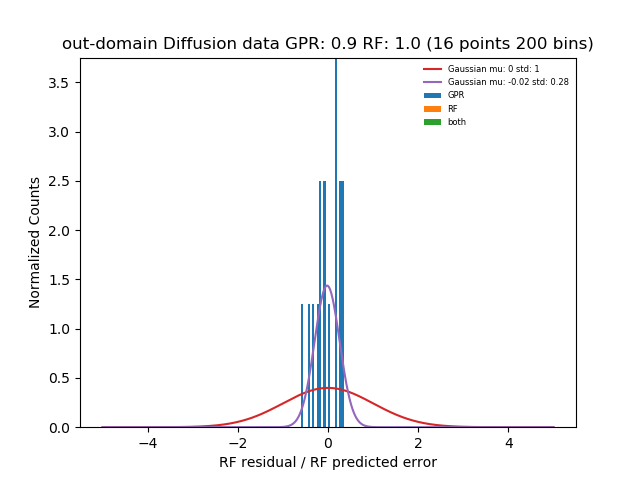 out-domain Diffusion data GPR: 0.9 RF: 1.0 (16 points 200 bins)
Gaussian mu: 0 std: 1
Gaussian mu: -0.02 std: 0.28
GPR
RF
both
Normalized Counts
3.5
3.0
2.5
2.0
1.5
1.0
0.5
0.0
−4
−2
0
2
4
RF residual / RF predicted error